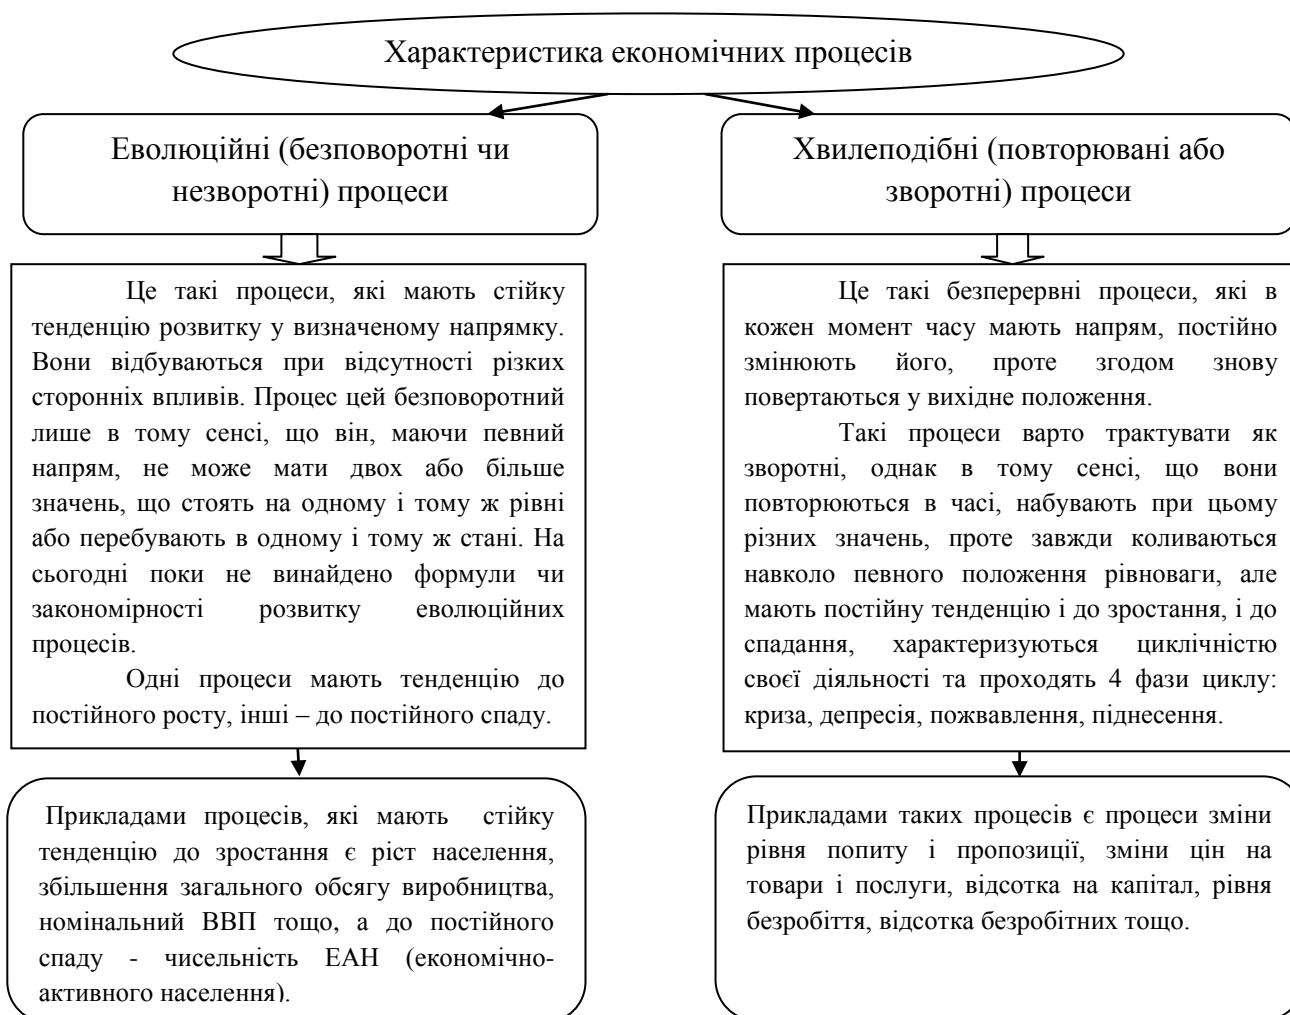 Характеристика економічних процесів
Еволюційні (безповоротні чи
незворотні) процеси
Це такі процеси, які мають стійку
тенденцію розвитку у визначеному напрямку.
Вони відбуваються при відсутності різких
сторонніх впливів. Процес цей безповоротний
лише в тому сенсі, що він, маючи певний
напрям, не може мати двох або більше
значень, що стоять на одному і тому ж рівні
або перебувають в одному і тому ж стані. На
сьогодні поки не винайдено формули чи
закономірності розвитку еволюційних
процесів.
Одні процеси мають тенденцію до
постійного росту, інші – до постійного спаду.
Прикладами процесів, які мають стійку
тенденцію до зростання є ріст населення,
збільшення загального обсягу виробництва,
номінальний ВВП тощо, а до постійного
спаду - чисельність ЕАН (економічно-
активного населення).
Хвилеподібні (повторювані або
зворотні) процеси
Це такі безперервні процеси, які в
кожен момент часу мають напрям, постійно
змінюють його, проте згодом знову
повертаються у вихідне положення.
Такі процеси варто трактувати як
зворотні, однак в тому сенсі, що вони
повторюються в часі, набувають при цьому
різних значень, проте завжди коливаються
навколо певного положення рівноваги, але
мають постійну тенденцію і до зростання, і до
спадання, характеризуються циклічністю
своєї діяльності та проходять 4 фази циклу:
криза, депресія, пожвавлення, піднесення.
Прикладами таких процесів є процеси зміни
рівня попиту і пропозиції, зміни цін на
товари і послуги, відсотка на капітал, рівня
безробіття, відсотка безробітних тощо.